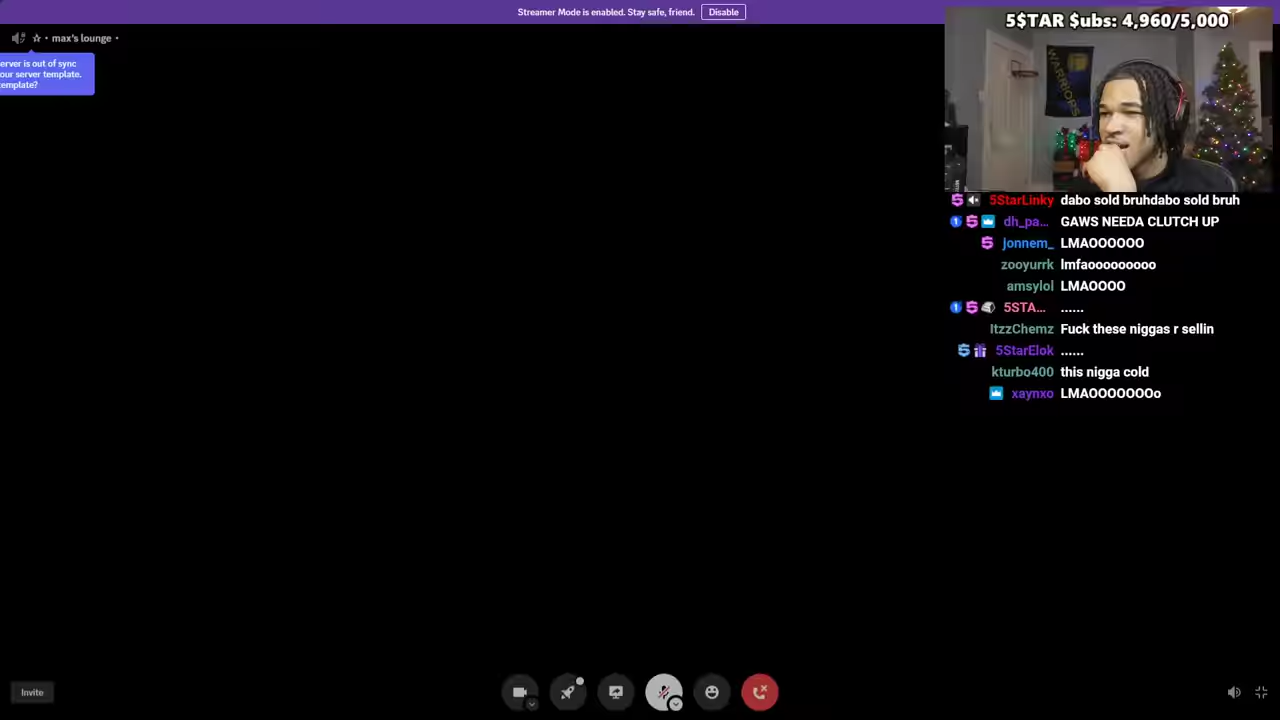 Streamer Mode is enabled. Stay safe, friend. Disable
☆ • max's lounge •
erver is out of sync
our server template.
emplate?
5$TAR $ubs: 4,960/5,000
WARRIORS
5StarLinky dabo sold bruhdabo sold bruh
dh_pa... GAWS NEEDA CLUTCH UP
jonnem_ LMAOOOOOO
zooyurrk lmfaooooooooo
amsylol LMAOOOO
5STA... ......
ItzzChemz Fuck these niggas r sellin
5StarElok ......
kturbo400 this nigga cold
xaynxo LMAOOOOOOOo
Invite